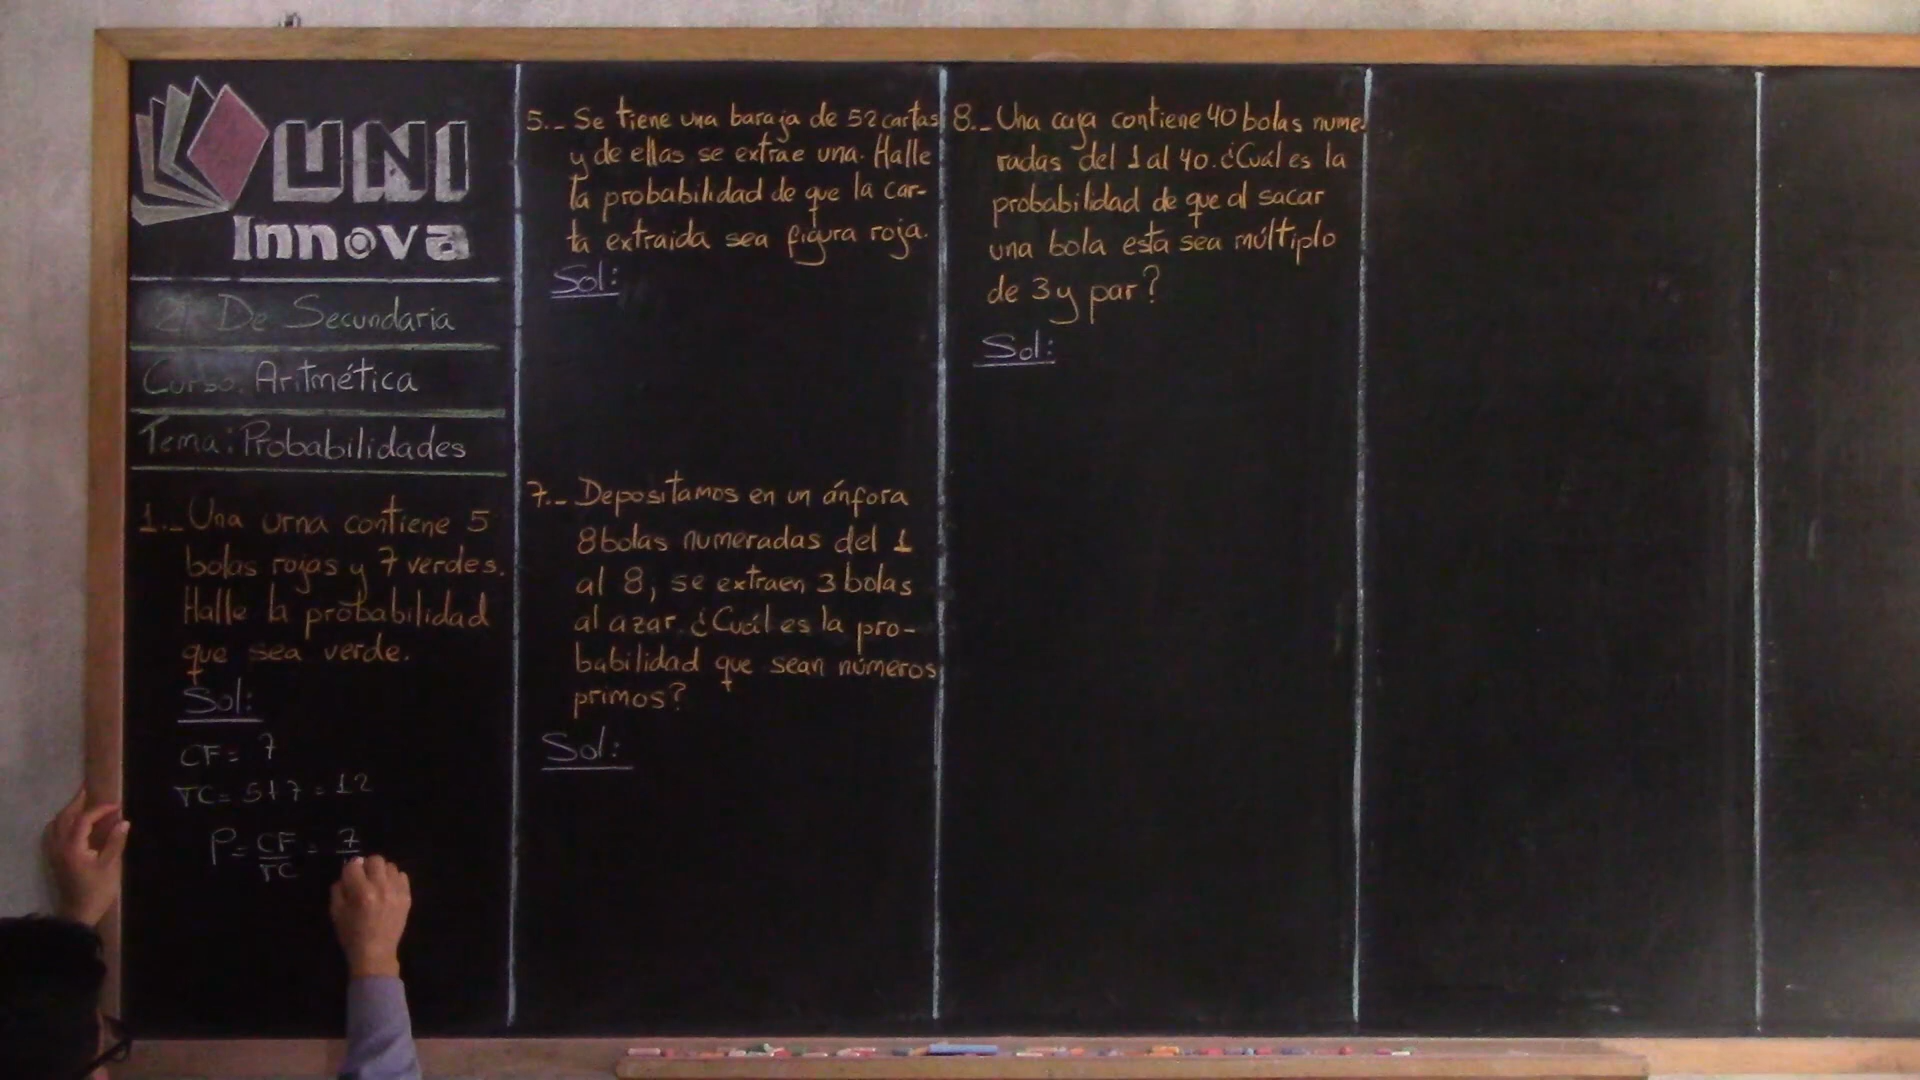 UNI
Innova
2° De Secundaria
Curso: Aritmética
Tema: Probabilidades
1._ Una urna contiene 5
bolas rojas y 7 verdes.
Halle la probabilidad
que sea verde.
Sol:
CF = 7
TC = 5+7 = 12
P = CF/TC = 7/
5._ Se tiene una baraja de 52 cartas
y de ellas se extrae una. Halle
la probabilidad de que la car-
ta extraida sea figura roja.
Sol:
7._ Depositamos en un ánfora
8 bolas numeradas del 1
al 8, se extraen 3 bolas
al azar. ¿Cuál es la pro-
babilidad que sean números
primos?
Sol:
8._ Una caja contiene 40 bolas nume-
radas del 1 al 40. ¿Cuál es la
probabilidad de que al sacar
una bola esta sea múltiplo
de 3 y par?
Sol: